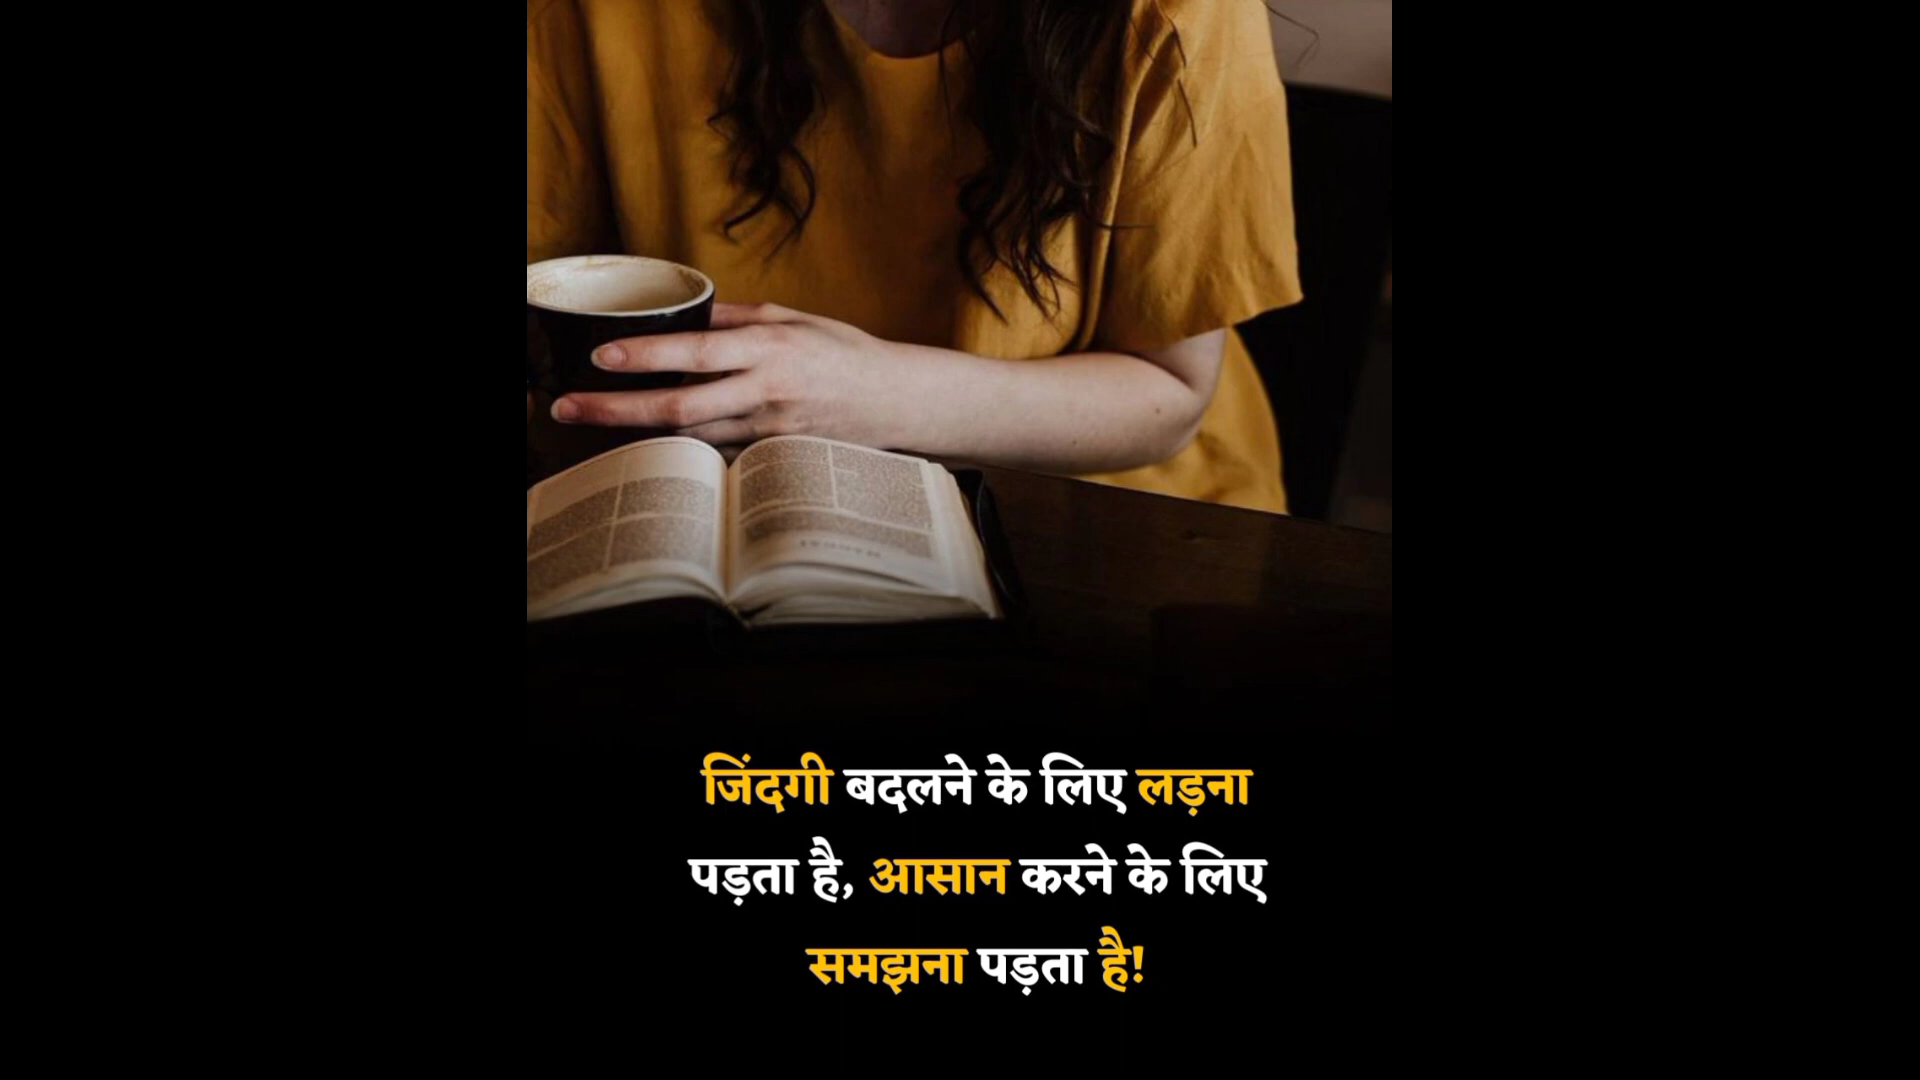 जिंदगी बदलने के लिए लड़ना
पड़ता है, आसान करने के लिए
समझना पड़ता है!